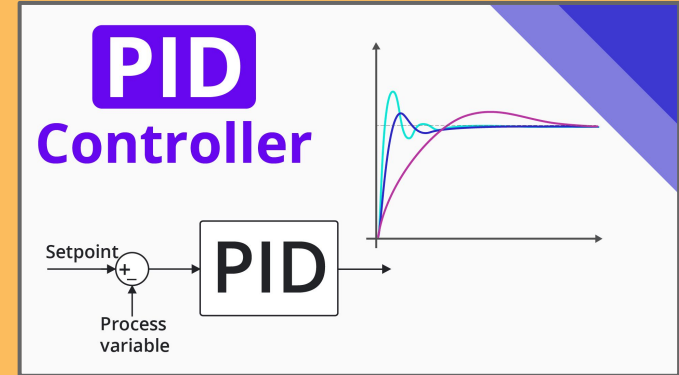 PID
Controller
Setpoint
+
−
PID
Process
variable